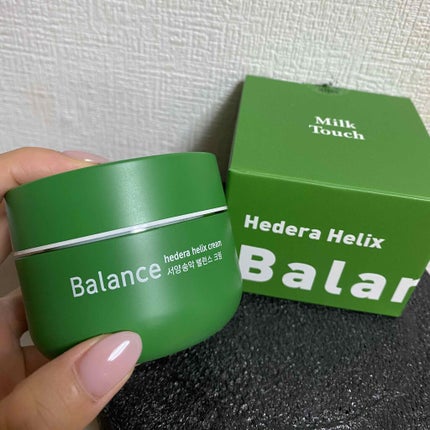 Milk
Touch
Hedera Helix
Balar
Balance
hedera helix cream
서양송악 밸런스 크림